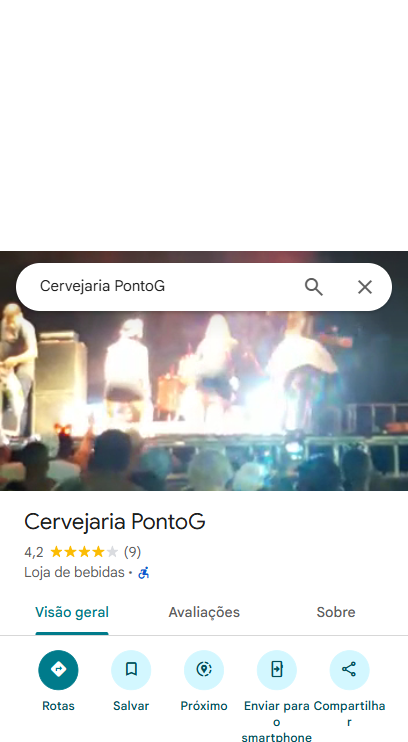 Cervejaria PontoG
Cervejaria PontoG
4,2 (9)
Loja de bebidas ·
Visão geral Avaliações Sobre
Rotas Salvar Próximo Enviar para Compartilha
o r
smartphone